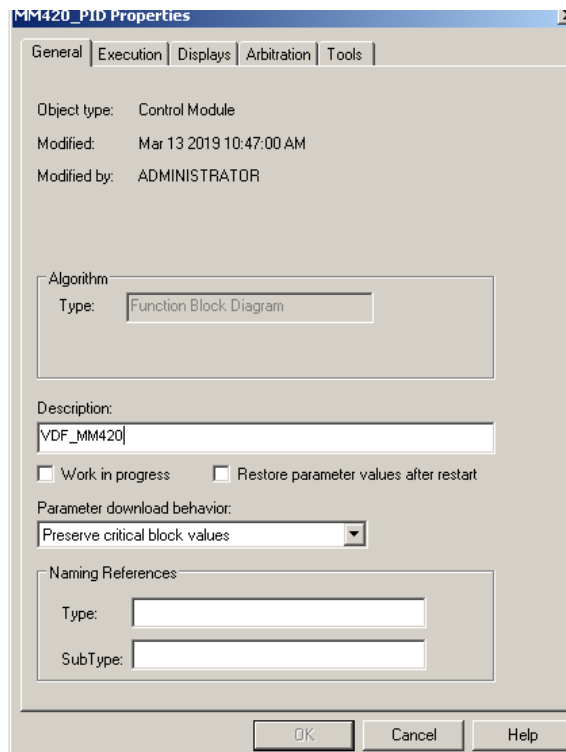 MM420_PID Properties
General Execution Displays Arbitration Tools
Object type: Control Module
Modified: Mar 13 2019 10:47:00 AM
Modified by: ADMINISTRATOR
Algorithm
Type: Function Block Diagram
Description:
VDF_MM420
Work in progress Restore parameter values after restart
Parameter download behavior:
Preserve critical block values
Naming References
Type:
SubType:
OK Cancel Help